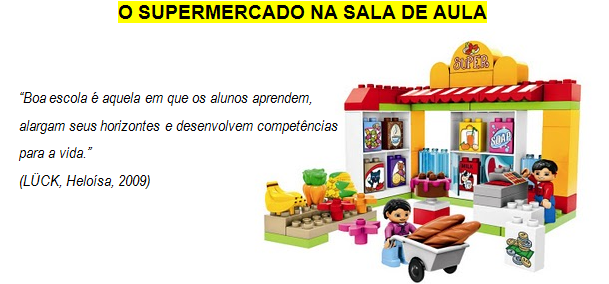 O SUPERMERCADO NA SALA DE AULA
“Boa escola é aquela em que os alunos aprendem,
alargam seus horizontes e desenvolvem competências
para a vida.”
(LÜCK, Heloísa, 2009)
SUPER
SOAP